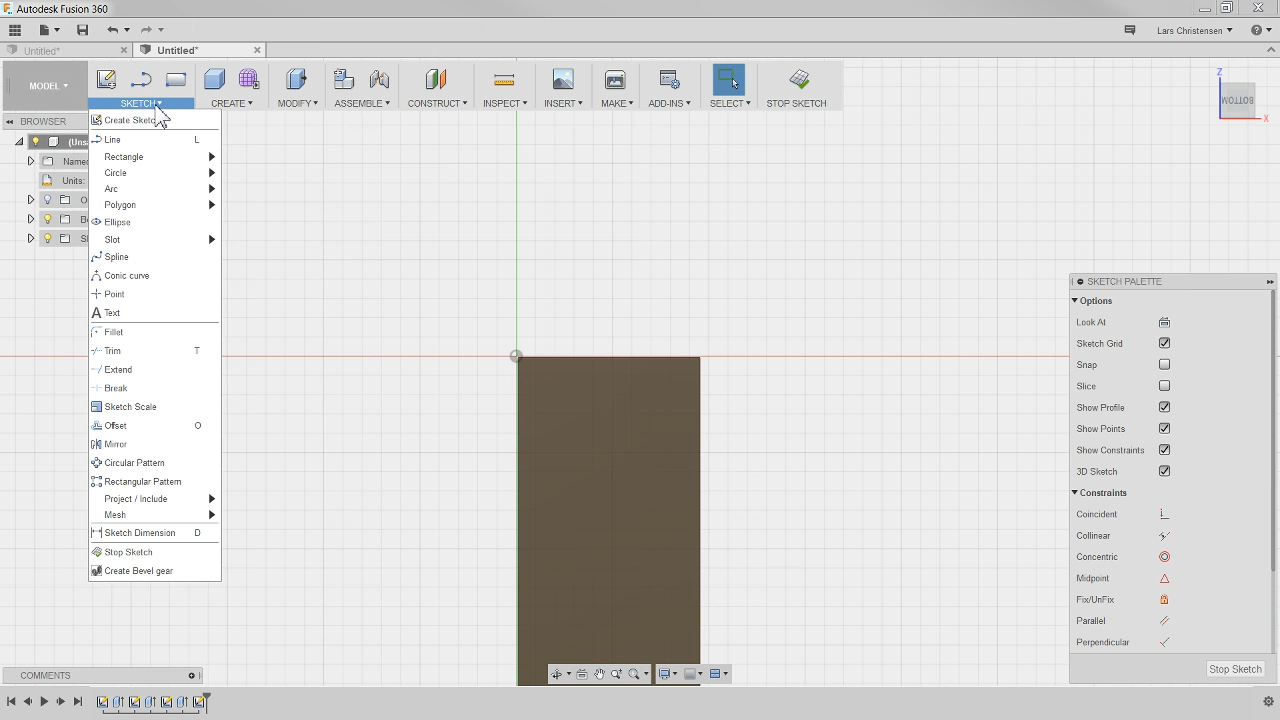 Autodesk Fusion 360
Lars Christensen
Untitled*
Untitled*
MODEL
SKETCH
CREATE
MODIFY
ASSEMBLE
CONSTRUCT
INSPECT
INSERT
MAKE
ADD-INS
SELECT
STOP SKETCH
BROWSER
(Uns
Named
Units:
O
B
S
Create Sketc
Line L
Rectangle
Circle
Arc
Polygon
Ellipse
Slot
Spline
Conic curve
Point
Text
Fillet
Trim T
Extend
Break
Sketch Scale
Offset O
Mirror
Circular Pattern
Rectangular Pattern
Project / Include
Mesh
Sketch Dimension D
Stop Sketch
Create Bevel gear
Z
BOTTOM
X
SKETCH PALETTE
Options
Look At
Sketch Grid
Snap
Slice
Show Profile
Show Points
Show Constraints
3D Sketch
Constraints
Coincident
Collinear
Concentric
Midpoint
Fix/UnFix
Parallel
Perpendicular
Stop Sketch
COMMENTS